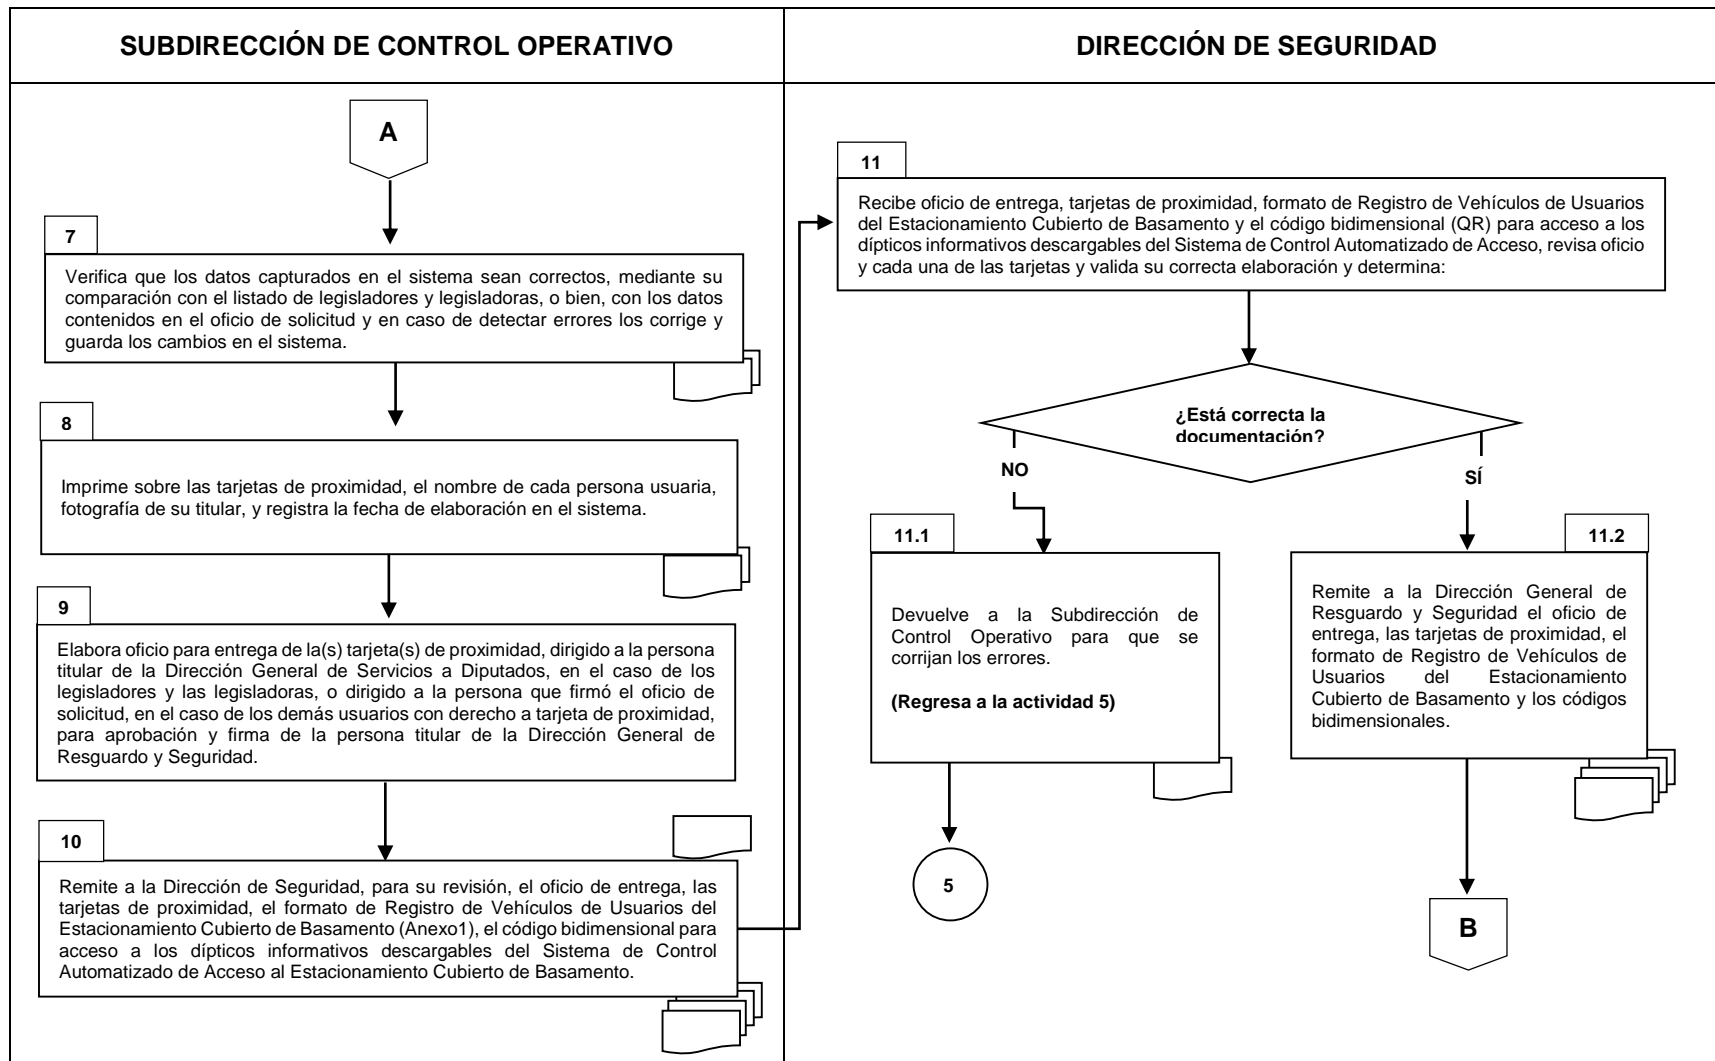 SUBDIRECCIÓN DE CONTROL OPERATIVO
DIRECCIÓN DE SEGURIDAD
A
7
Verifica que los datos capturados en el sistema sean correctos, mediante su
comparación con el listado de legisladores y legisladoras, o bien, con los datos
contenidos en el oficio de solicitud y en caso de detectar errores los corrige y
guarda los cambios en el sistema.
8
Imprime sobre las tarjetas de proximidad, el nombre de cada persona usuaria,
fotografía de su titular, y registra la fecha de elaboración en el sistema.
9
Elabora oficio para entrega de la(s) tarjeta(s) de proximidad, dirigido a la persona
titular de la Dirección General de Servicios a Diputados, en el caso de los
legisladores y las legisladoras, o dirigido a la persona que firmó el oficio de
solicitud, en el caso de los demás usuarios con derecho a tarjeta de proximidad,
para aprobación y firma de la persona titular de la Dirección General de
Resguardo y Seguridad.
10
Remite a la Dirección de Seguridad, para su revisión, el oficio de entrega, las
tarjetas de proximidad, el formato de Registro de Vehículos de Usuarios del
Estacionamiento Cubierto de Basamento (Anexo1), el código bidimensional para
acceso a los dípticos informativos descargables del Sistema de Control
Automatizado de Acceso al Estacionamiento Cubierto de Basamento.
11
Recibe oficio de entrega, tarjetas de proximidad, formato de Registro de Vehículos de Usuarios
del Estacionamiento Cubierto de Basamento y el código bidimensional (QR) para acceso a los
dípticos informativos descargables del Sistema de Control Automatizado de Acceso, revisa oficio
y cada una de las tarjetas y valida su correcta elaboración y determina:
¿Está correcta la
documentación?
NO
SÍ
11.1
Devuelve a la Subdirección de
Control Operativo para que se
corrijan los errores.
(Regresa a la actividad 5)
5
11.2
Remite a la Dirección General de
Resguardo y Seguridad el oficio de
entrega, las tarjetas de proximidad, el
formato de Registro de Vehículos de
Usuarios del Estacionamiento
Cubierto de Basamento y los códigos
bidimensionales.
B